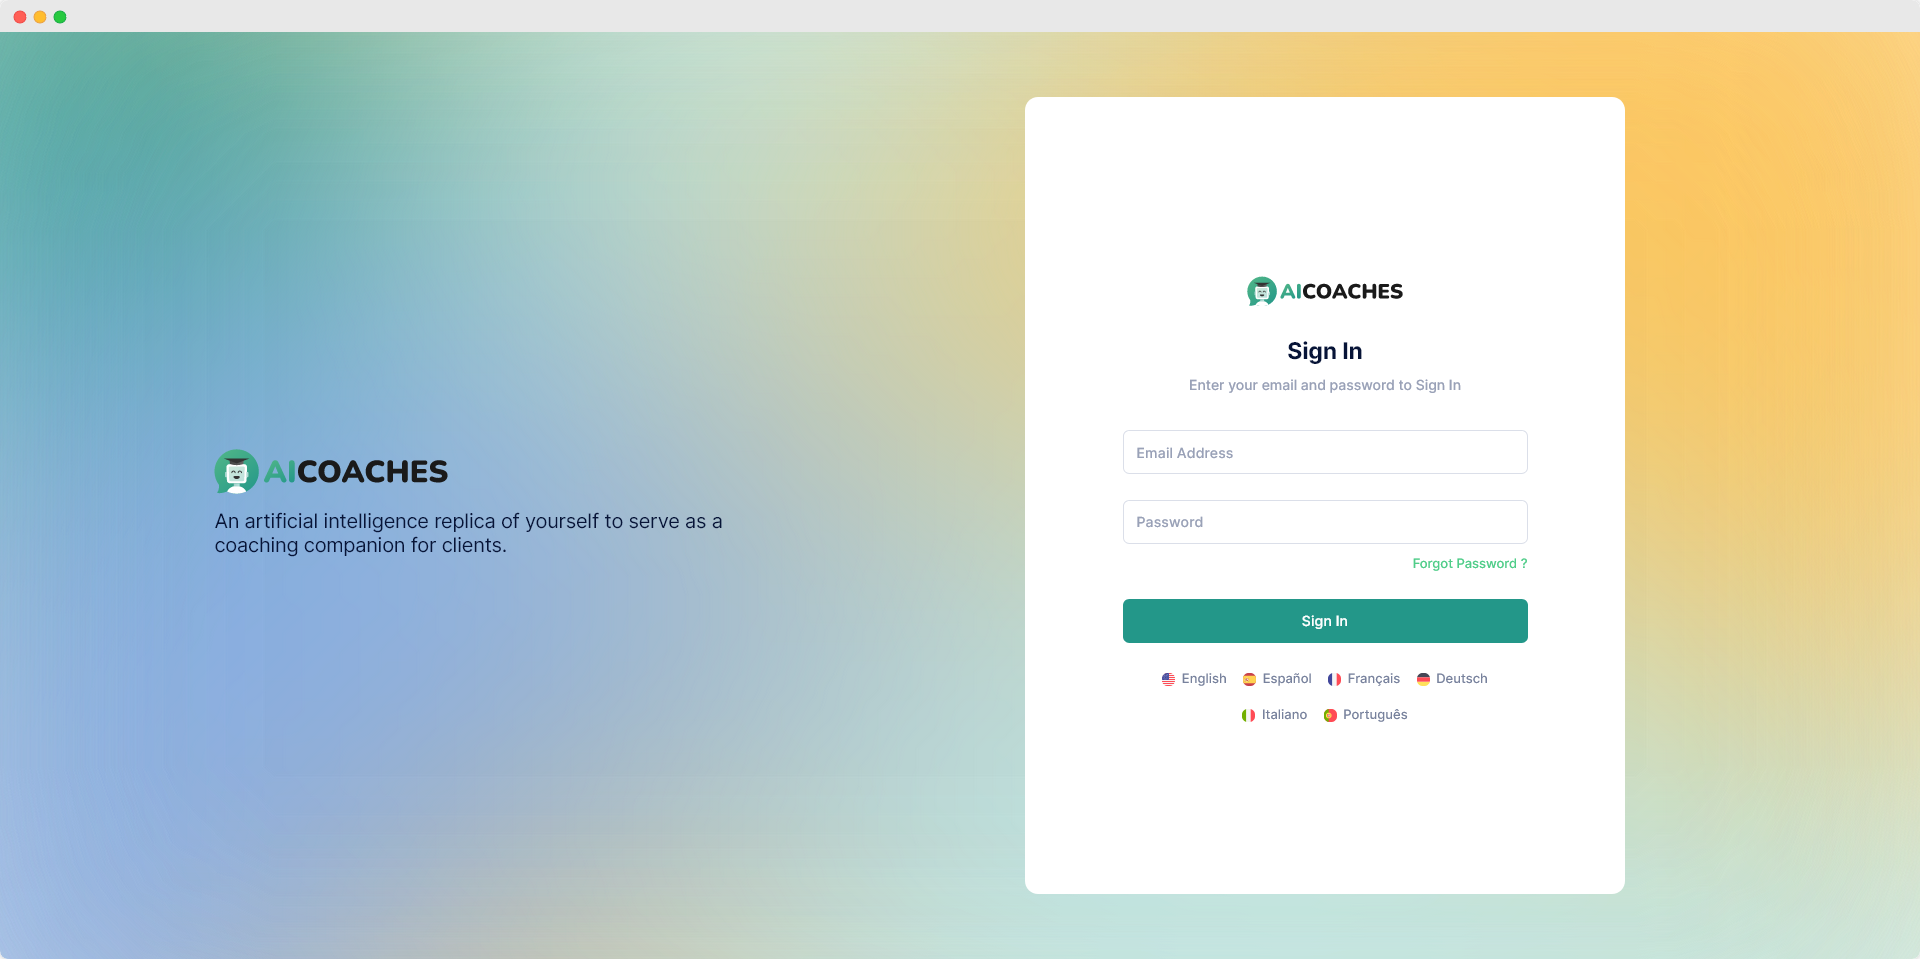 AICOACHES
An artificial intelligence replica of yourself to serve as a
coaching companion for clients.
AICOACHES
Sign In
Enter your email and password to Sign In
Email Address
Password
Forgot Password ?
Sign In
English Español Français Deutsch
Italiano Português